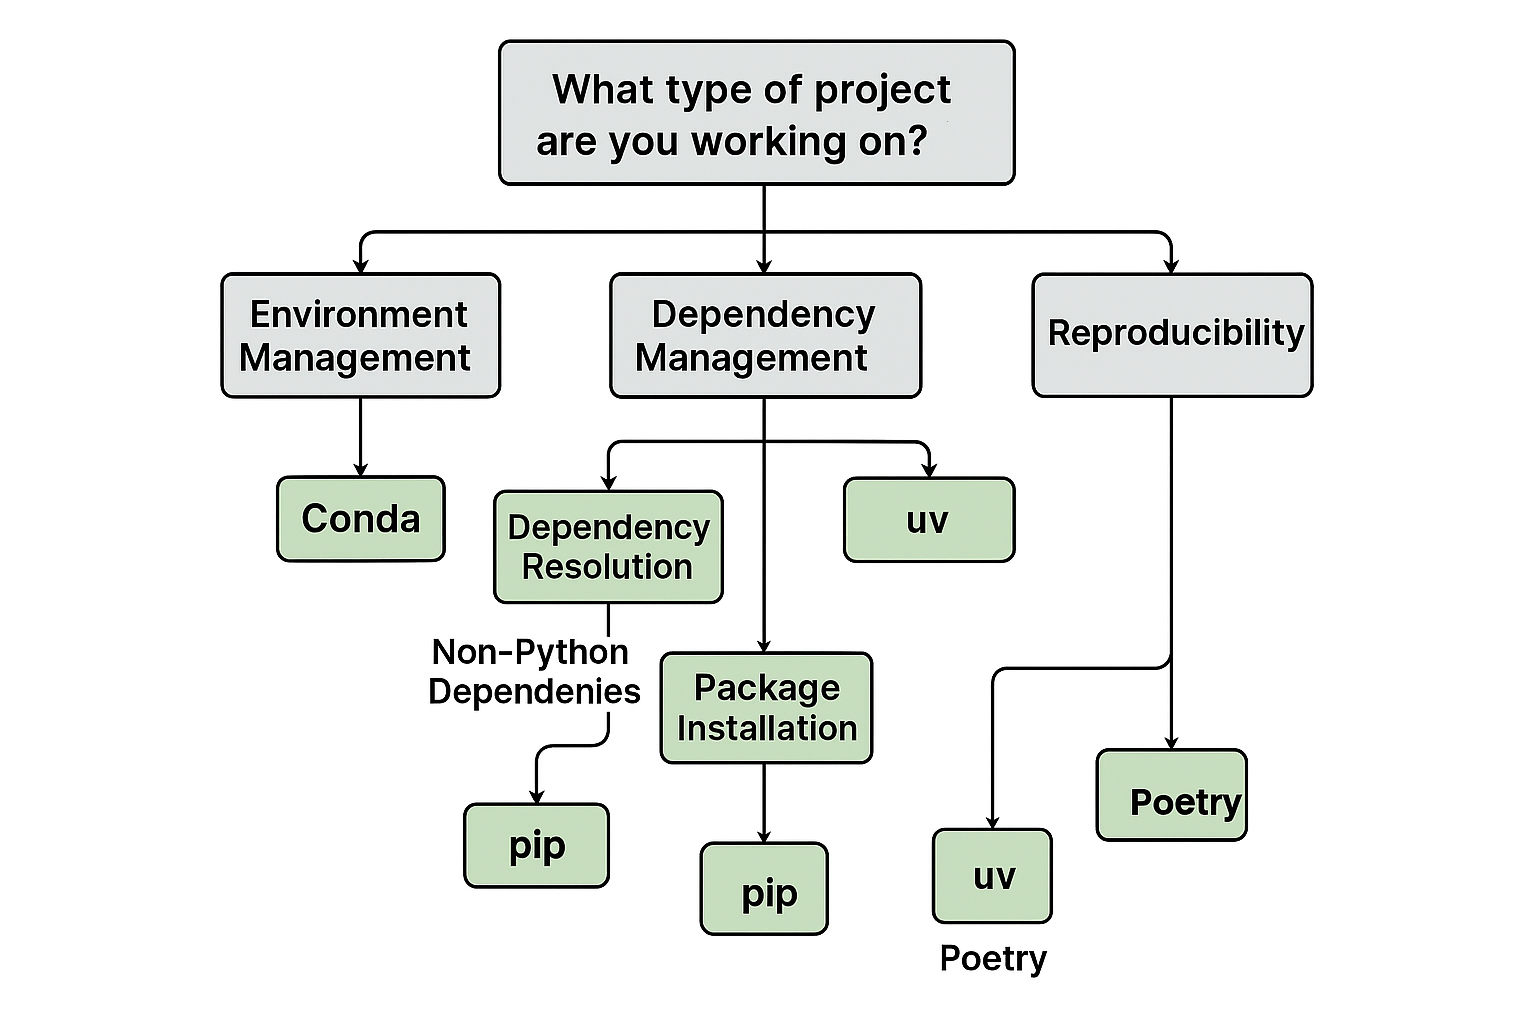 What type of project
are you working on?
Environment
Management
Dependency
Management
Reproducibility
Conda
Dependency
Resolution
uv
Non-Python
Dependenies
Package
Installation
pip
pip
uv
Poetry
Poetry